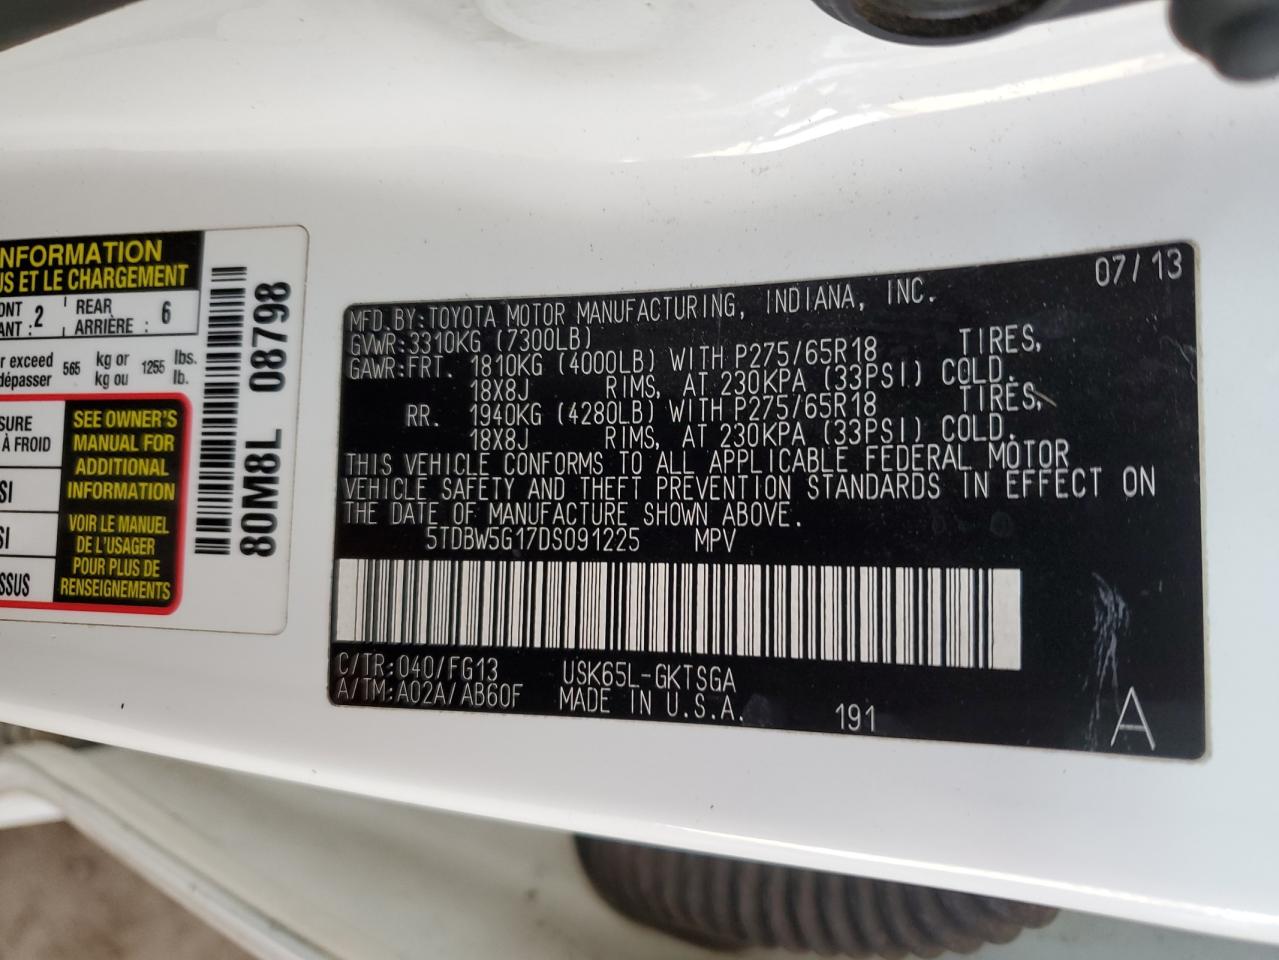 NFORMATION
US ET LE CHARGEMENT
ONT 2 REAR 6
ANT : ARRIÈRE :
r exceed 565 kg or 1255 lbs.
dépasser kg ou lb.
SURE
À FROID
SI
SI
SSUS
SEE OWNER'S
MANUAL FOR
ADDITIONAL
INFORMATION
VOIR LE MANUEL
DE L'USAGER
POUR PLUS DE
RENSEIGNEMENTS
80M8L 08798
07/13
MFD.BY:TOYOTA MOTOR MANUFACTURING, INDIANA, INC.
GVWR:3310KG (7300LB)
GAWR:FRT. 1810KG (4000LB) WITH P275/65R18 TIRES,
18X8J RIMS, AT 230KPA (33PSI) COLD.
RR. 1940KG (4280LB) WITH P275/65R18 TIRES,
18X8J RIMS, AT 230KPA (33PSI) COLD.
THIS VEHICLE CONFORMS TO ALL APPLICABLE FEDERAL MOTOR
VEHICLE SAFETY AND THEFT PREVENTION STANDARDS IN EFFECT ON
THE DATE OF MANUFACTURE SHOWN ABOVE.
5TDBW5G17DS091225 MPV
C/TR:040/FG13 USK65L-GKTSGA
A/TM:A02A/AB60F MADE IN U.S.A. 191 A